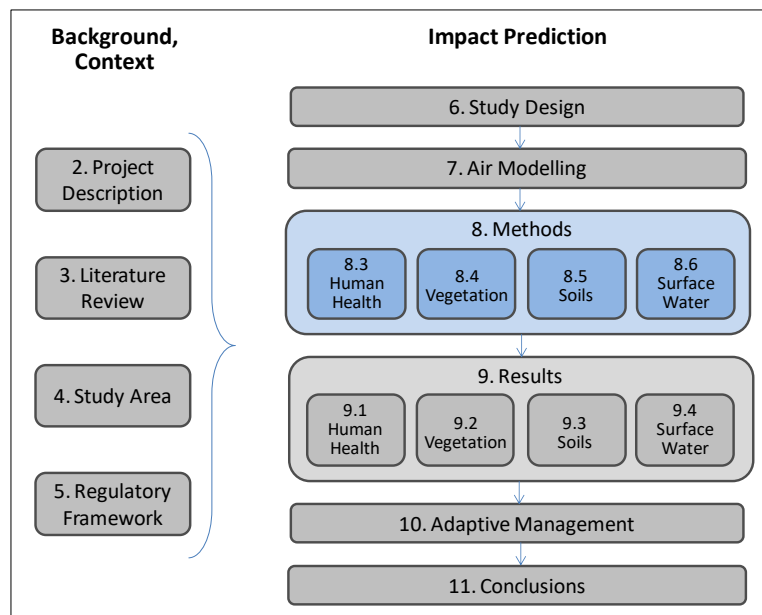 Background,
Context
2. Project
Description
3. Literature
Review
4. Study Area
5. Regulatory
Framework
Impact Prediction
6. Study Design
7. Air Modelling
8. Methods
8.3
Human
Health
8.4
Vegetation
8.5
Soils
8.6
Surface
Water
9. Results
9.1
Human
Health
9.2
Vegetation
9.3
Soils
9.4
Surface
Water
10. Adaptive Management
11. Conclusions